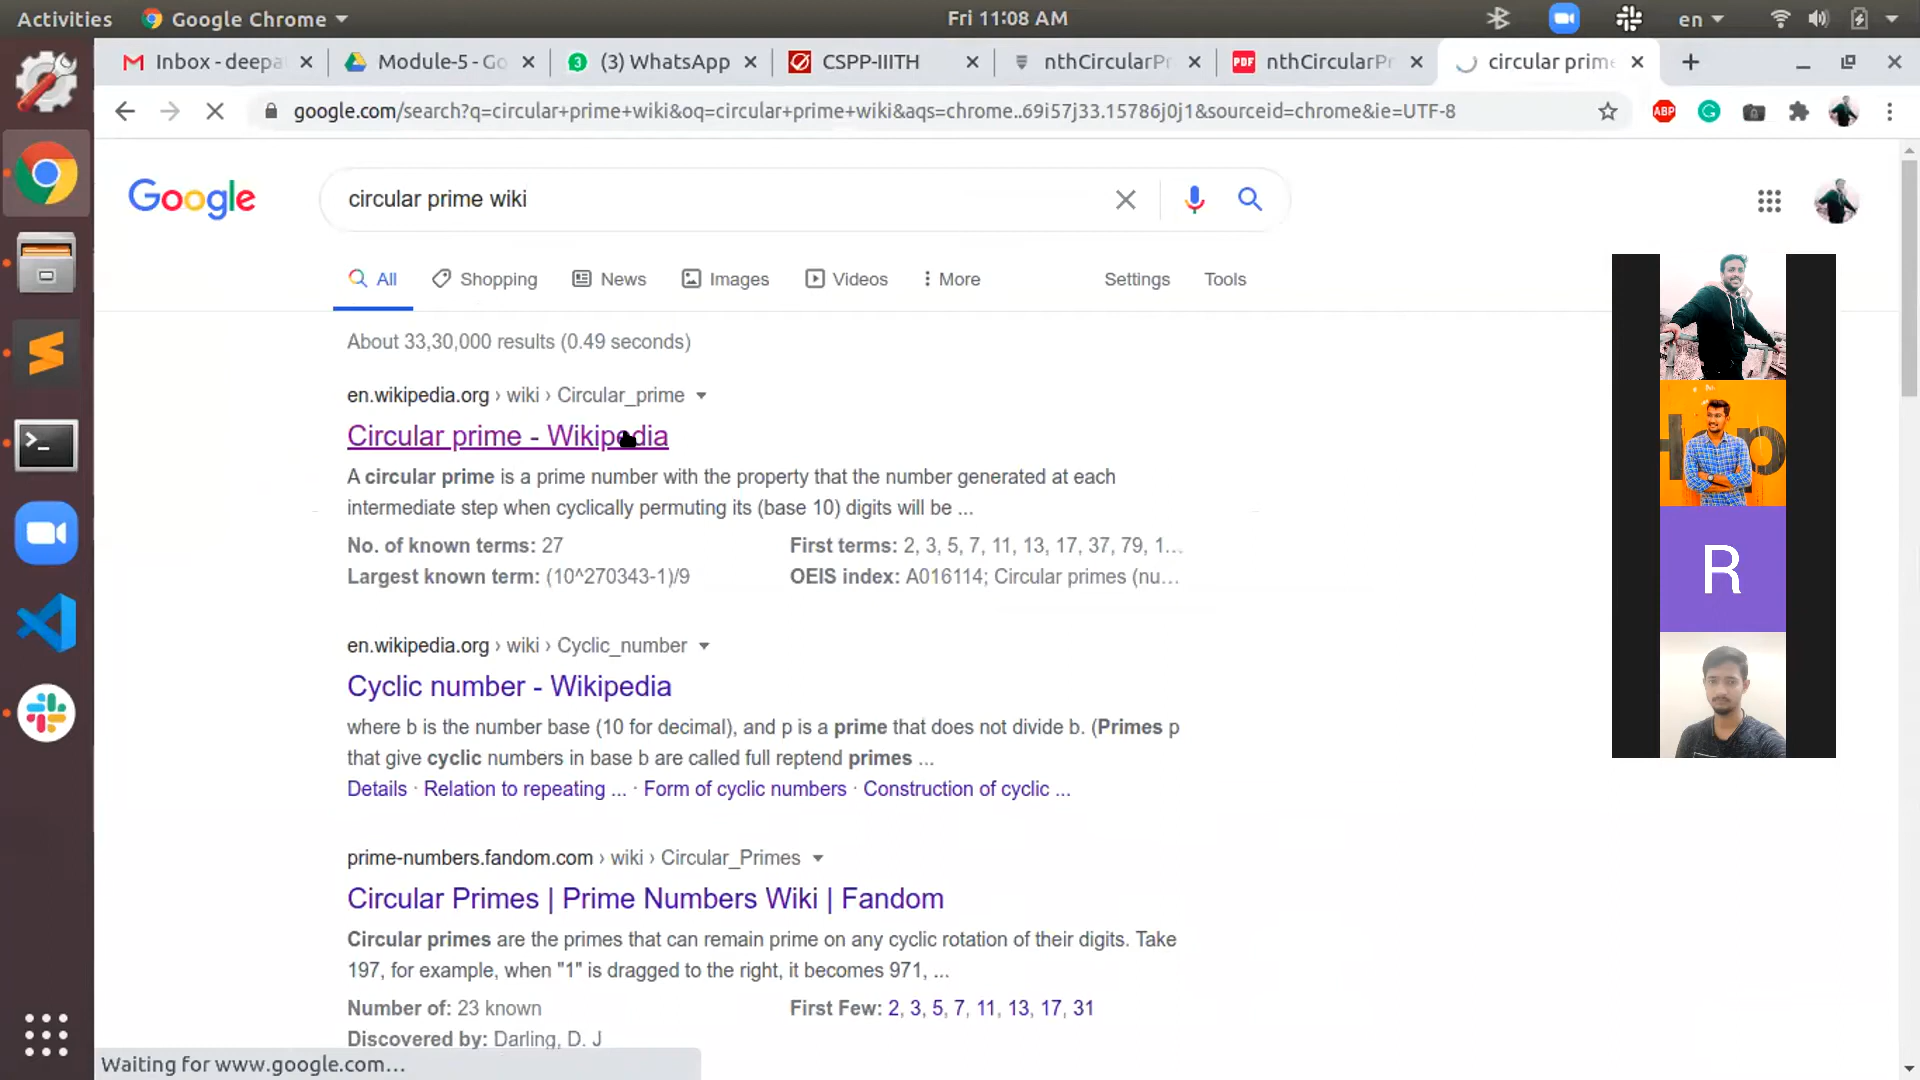 Activities
Google Chrome
Fri 11:08 AM
en
Inbox - deepa
Module-5 - Go
3
(3) WhatsApp
CSPP-IIITH
nthCircularPr
PDF
nthCircularPr
circular prime
google.com/search?q=circular+prime+wiki&oq=circular+prime+wiki&aqs=chrome..69i57j33.15786j0j1&sourceid=chrome&ie=UTF-8
ABP
Google
circular prime wiki
All
Shopping
News
Images
Videos
More
Settings
Tools
About 33,30,000 results (0.49 seconds)
en.wikipedia.org › wiki › Circular_prime
Circular prime - Wikipedia
A circular prime is a prime number with the property that the number generated at each
intermediate step when cyclically permuting its (base 10) digits will be ...
No. of known terms: 27
First terms: 2, 3, 5, 7, 11, 13, 17, 37, 79, 1...
Largest known term: (10^270343-1)/9
OEIS index: A016114; Circular primes (nu...
en.wikipedia.org › wiki › Cyclic_number
Cyclic number - Wikipedia
where b is the number base (10 for decimal), and p is a prime that does not divide b. (Primes p
that give cyclic numbers in base b are called full reptend primes ...
Details · Relation to repeating ... · Form of cyclic numbers · Construction of cyclic ...
prime-numbers.fandom.com › wiki › Circular_Primes
Circular Primes | Prime Numbers Wiki | Fandom
Circular primes are the primes that can remain prime on any cyclic rotation of their digits. Take
197, for example, when "1" is dragged to the right, it becomes 971, ...
Number of: 23 known
First Few: 2, 3, 5, 7, 11, 13, 17, 31
Discovered by: Darling, D. J
Waiting for www.google.com...
R